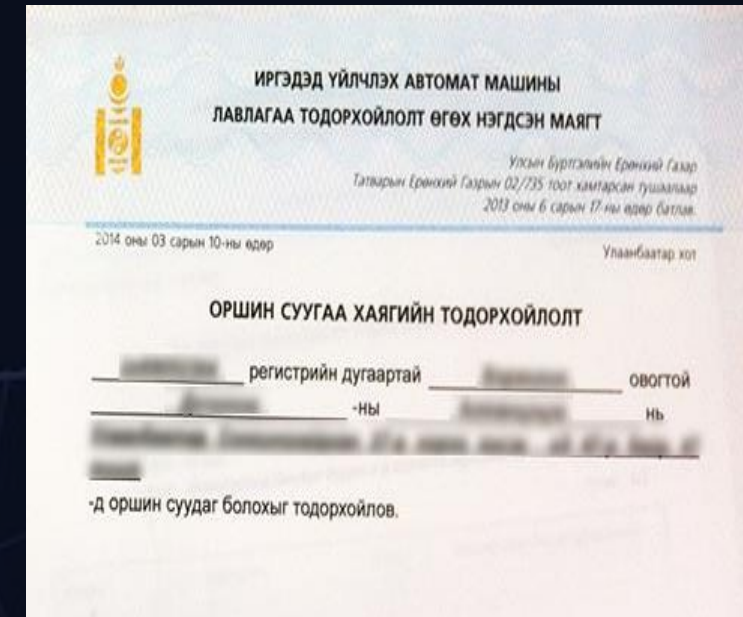 ИРГЭДЭД ҮЙЛЧЛЭХ АВТОМАТ МАШИНЫ
ЛАВЛАГАА ТОДОРХОЙЛОЛТ ӨГӨХ НЭГДСЭН МАЯГТ
Улсын Бүртгэлийн Ерөнхий Газар
Татварын Ерөнхий Газрын 02/735 тоот хамтарсан тушаалаар
2013 оны 6 сарын 17-ны өдөр батлав.
2014 оны 03 сарын 10-ны өдөр
Улаанбаатар хот
ОРШИН СУУГАА ХАЯГИЙН ТОДОРХОЙЛОЛТ
регистрийн дугаартай овогтой
-ны нь
-д оршин суудаг болохыг тодорхойлов.